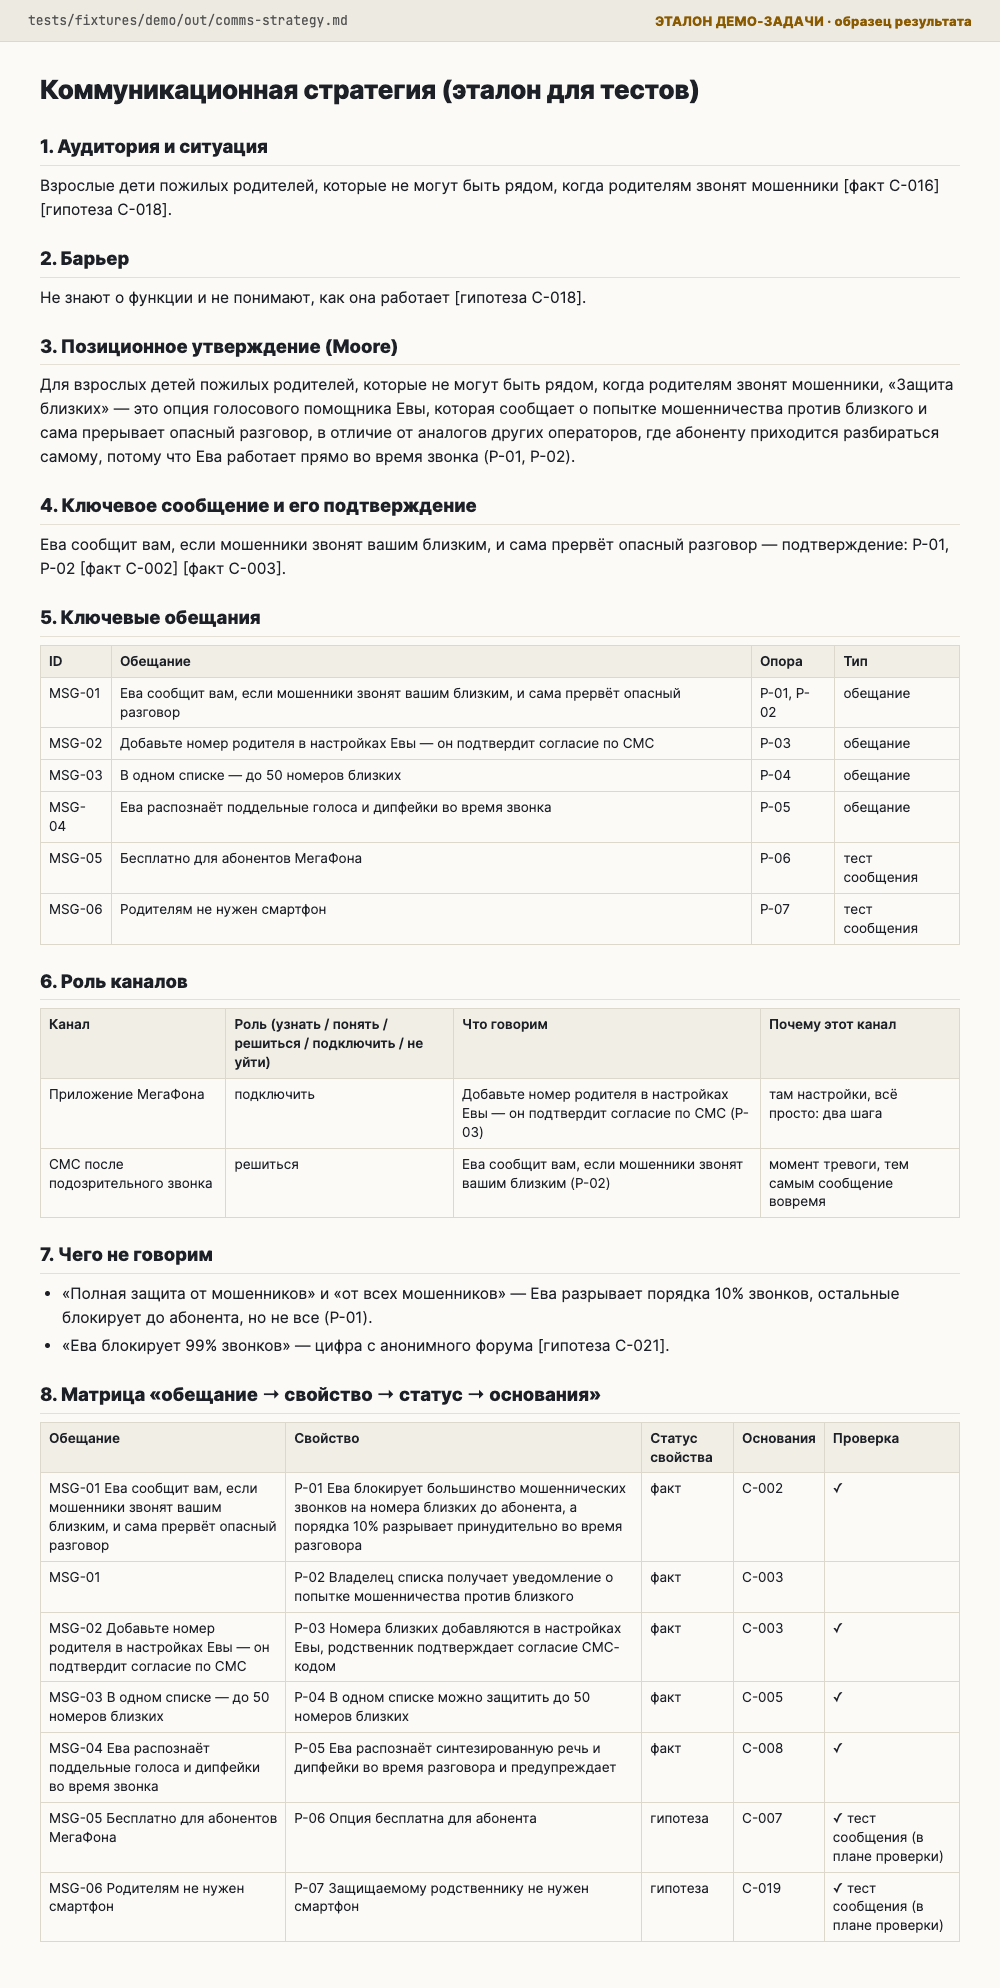 tests/fixtures/demo/out/comms-strategy.md
ЭТАЛОН ДЕМО-ЗАДАЧИ · образец результата
Коммуникационная стратегия (эталон для тестов)
1. Аудитория и ситуация
Взрослые дети пожилых родителей, которые не могут быть рядом, когда родителям звонят мошенники [факт C-016]
[гипотеза C-018].
2. Барьер
Не знают о функции и не понимают, как она работает [гипотеза C-018].
3. Позиционное утверждение (Moore)
Для взрослых детей пожилых родителей, которые не могут быть рядом, когда родителям звонят мошенники, «Защита
близких» — это опция голосового помощника Евы, которая сообщает о попытке мошенничества против близкого и
сама прерывает опасный разговор, в отличие от аналогов других операторов, где абоненту приходится разбираться
самому, потому что Ева работает прямо во время звонка (P-01, P-02).
4. Ключевое сообщение и его подтверждение
Ева сообщит вам, если мошенники звонят вашим близким, и сама прервёт опасный разговор — подтверждение: P-01,
P-02 [факт C-002] [факт C-003].
5. Ключевые обещания
ID Обещание Опора Тип
MSG-01 Ева сообщит вам, если мошенники звонят вашим близким, и сама прервёт опасный P-01, P- обещание
разговор 02
MSG-02 Добавьте номер родителя в настройках Евы — он подтвердит согласие по СМС P-03 обещание
MSG-03 В одном списке — до 50 номеров близких P-04 обещание
MSG- Ева распознаёт поддельные голоса и дипфейки во время звонка P-05 обещание
04
MSG-05 Бесплатно для абонентов МегаФона P-06 тест
сообщения
MSG-06 Родителям не нужен смартфон P-07 тест
сообщения
6. Роль каналов
Канал Роль (узнать / понять / Что говорим Почему этот канал
решиться / подключить / не
уйти)
Приложение МегаФона подключить Добавьте номер родителя в настройках там настройки, всё
Евы — он подтвердит согласие по СМС (P- просто: два шага
03)
СМС после решиться Ева сообщит вам, если мошенники звонят момент тревоги, тем
подозрительного звонка вашим близким (P-02) самым сообщение
вовремя
7. Чего не говорим
• «Полная защита от мошенников» и «от всех мошенников» — Ева разрывает порядка 10% звонков, остальные
блокирует до абонента, но не все (P-01).
• «Ева блокирует 99% звонков» — цифра с анонимного форума [гипотеза C-021].
8. Матрица «обещание → свойство → статус → основания»
Обещание Свойство Статус Основания Проверка
свойства
MSG-01 Ева сообщит вам, если P-01 Ева блокирует большинство мошеннических факт C-002 ✓
мошенники звонят вашим звонков на номера близких до абонента, а
близким, и сама прервёт опасный порядка 10% разрывает принудительно во время
разговор разговора
MSG-01 P-02 Владелец списка получает уведомление о факт C-003
попытке мошенничества против близкого
MSG-02 Добавьте номер P-03 Номера близких добавляются в настройках факт C-003 ✓
родителя в настройках Евы — он Евы, родственник подтверждает согласие СМС-
подтвердит согласие по СМС кодом
MSG-03 В одном списке — до 50 P-04 В одном списке можно защитить до 50 факт C-005 ✓
номеров близких номеров близких
MSG-04 Ева распознаёт P-05 Ева распознаёт синтезированную речь и факт C-008 ✓
поддельные голоса и дипфейки дипфейки во время разговора и предупреждает
во время звонка
MSG-05 Бесплатно для абонентов P-06 Опция бесплатна для абонента гипотеза C-007 ✓ тест
МегаФона сообщения (в
плане проверки)
MSG-06 Родителям не нужен P-07 Защищаемому родственнику не нужен гипотеза C-019 ✓ тест
смартфон смартфон сообщения (в
плане проверки)